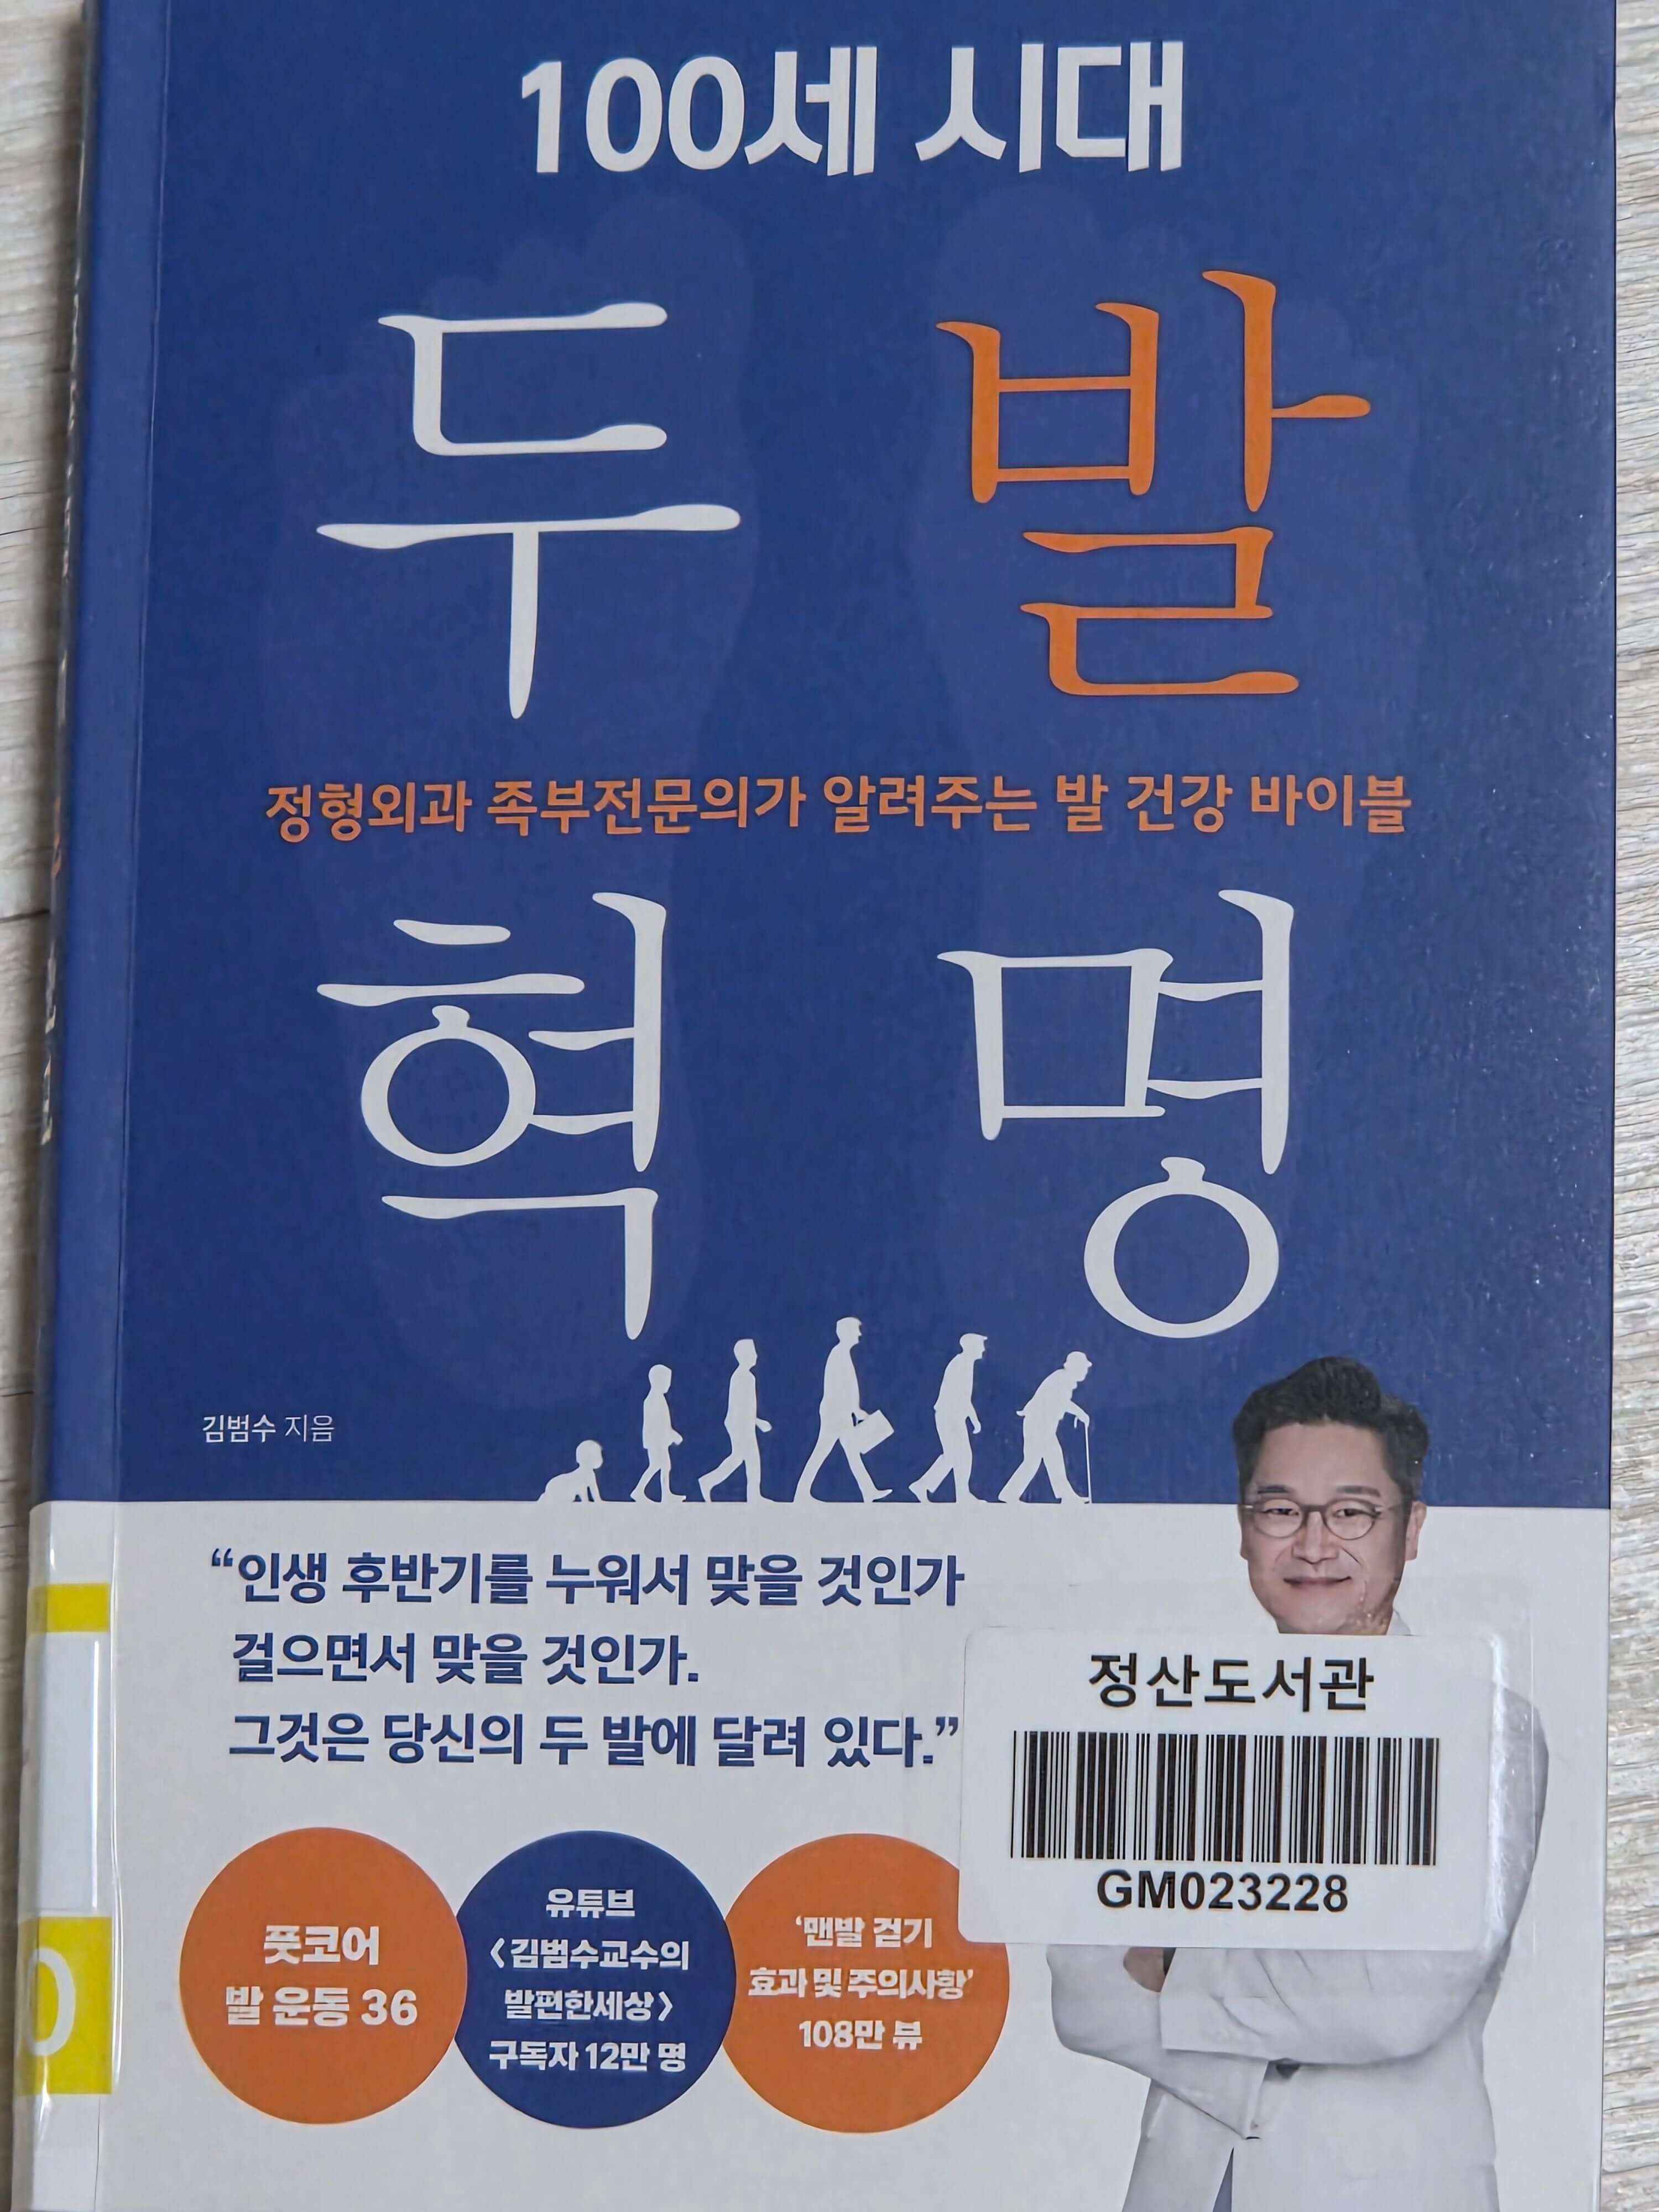 100세 시대
두 발
정형외과 족부전문의가 알려주는 발 건강 바이블
혁 명
김범수 지음
“인생 후반기를 누워서 맞을 것인가
걸으면서 맞을 것인가.
그것은 당신의 두 발에 달려 있다.”
정산도서관
GM023228
풋코어
발 운동 36
유튜브
<김범수교수의
발편한세상>
구독자 12만 명
‘맨발 걷기
효과 및 주의사항’
108만 뷰